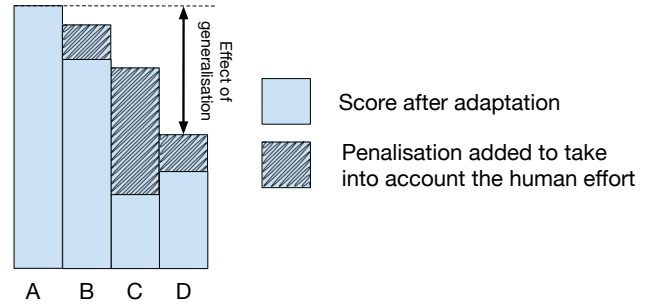 Effect of
generalisation
Score after adaptation
Penalisation added to take
into account the human effort
A B C D